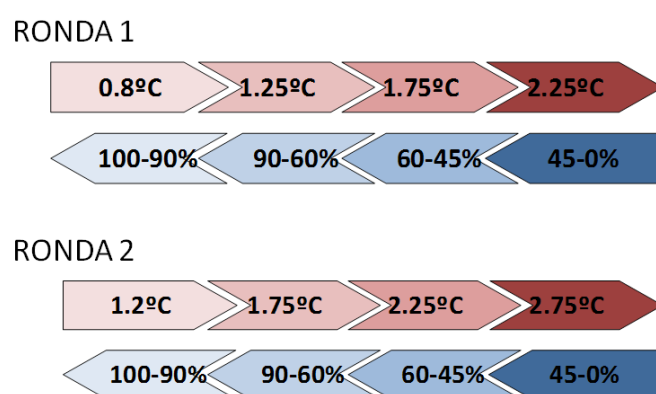 RONDA 1
0.8ºC 1.25ºC 1.75ºC 2.25ºC
100-90% 90-60% 60-45% 45-0%
RONDA 2
1.2ºC 1.75ºC 2.25ºC 2.75ºC
100-90% 90-60% 60-45% 45-0%